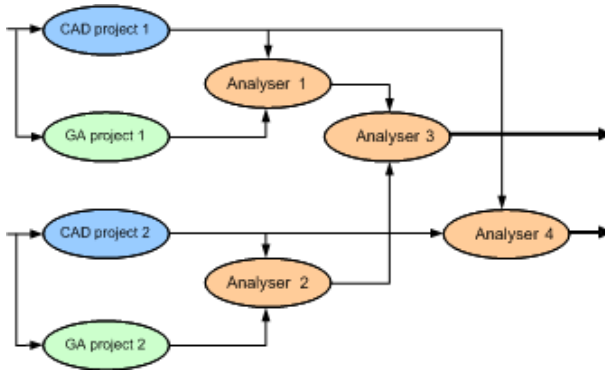 CAD project 1
Analyser 1
GA project 1
Analyser 3
CAD project 2
Analyser 4
Analyser 2
GA project 2